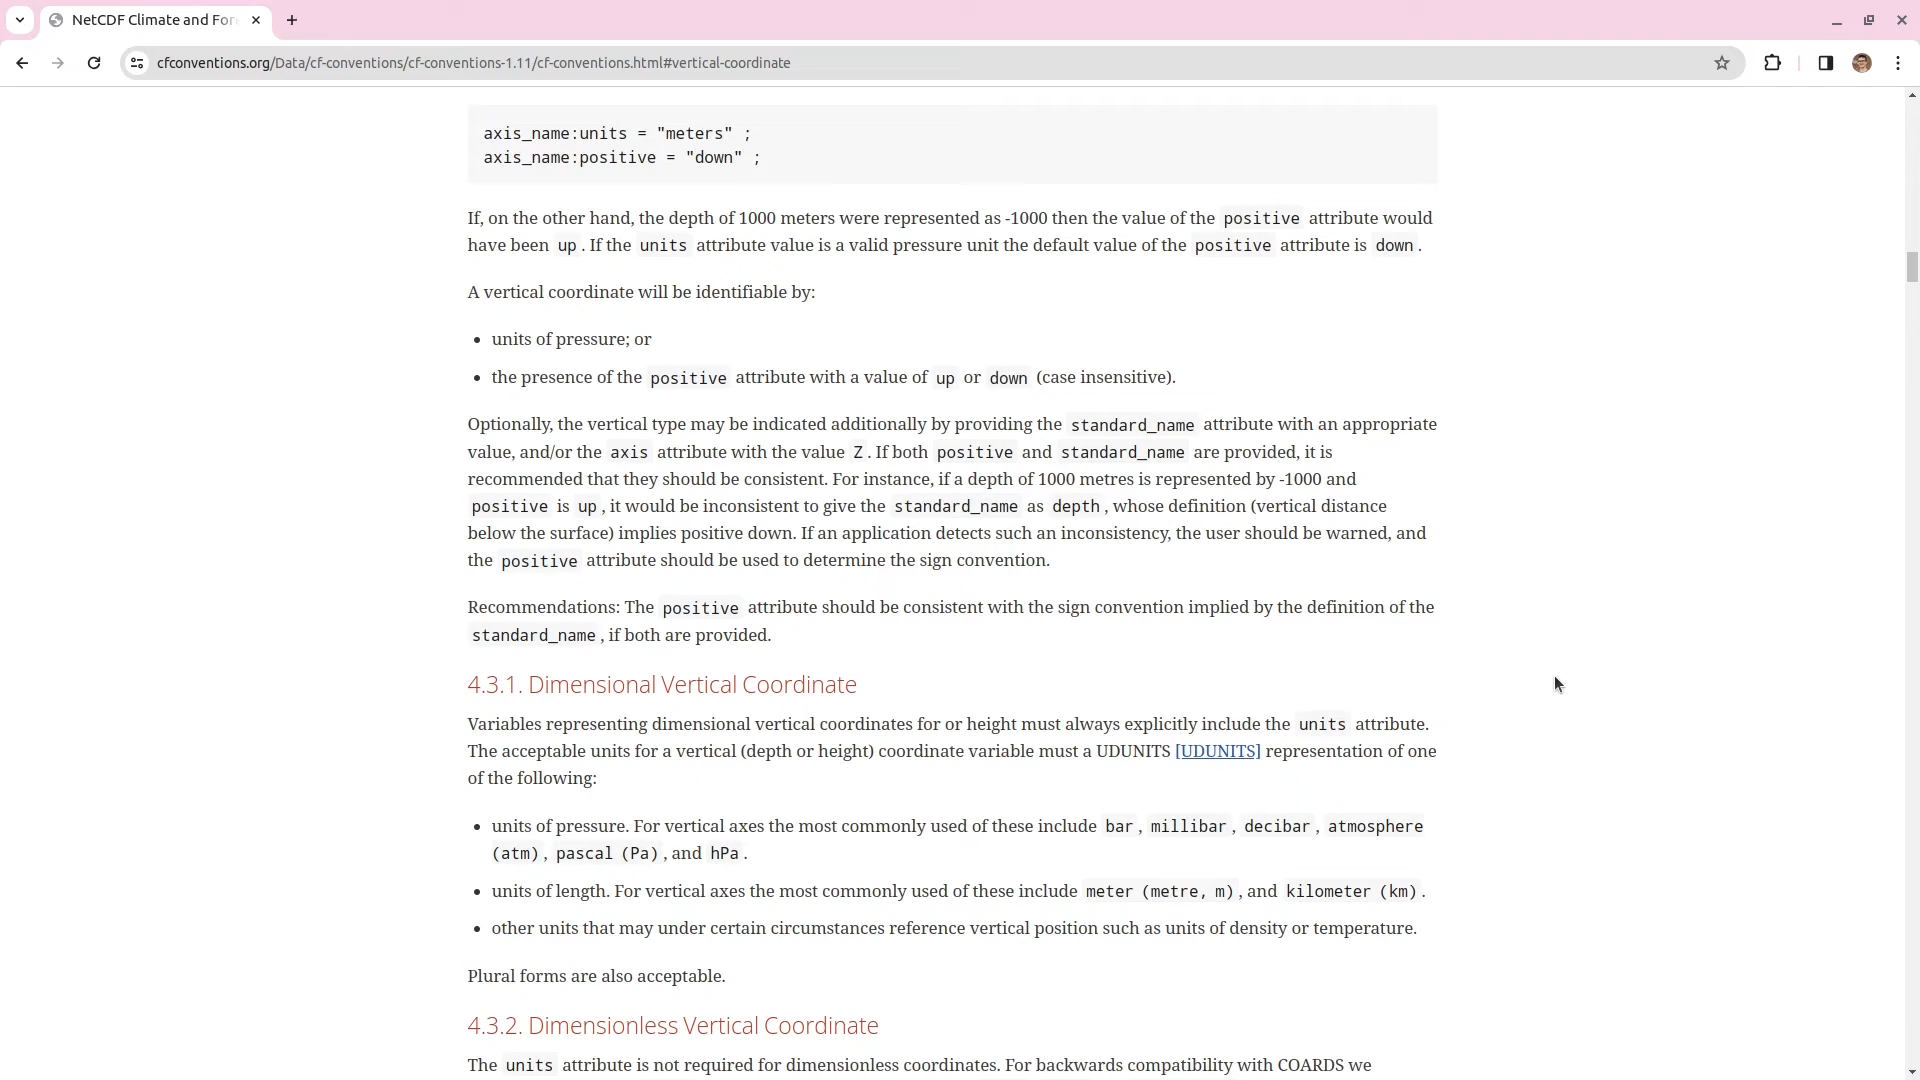 NetCDF Climate and For
cfconventions.org/Data/cf-conventions/cf-conventions-1.11/cf-conventions.html#vertical-coordinate
axis_name:units = "meters" ;
axis_name:positive = "down" ;
If, on the other hand, the depth of 1000 meters were represented as -1000 then the value of the positive attribute would
have been up. If the units attribute value is a valid pressure unit the default value of the positive attribute is down.
A vertical coordinate will be identifiable by:
• units of pressure; or
• the presence of the positive attribute with a value of up or down (case insensitive).
Optionally, the vertical type may be indicated additionally by providing the standard_name attribute with an appropriate
value, and/or the axis attribute with the value Z. If both positive and standard_name are provided, it is
recommended that they should be consistent. For instance, if a depth of 1000 metres is represented by -1000 and
positive is up, it would be inconsistent to give the standard_name as depth, whose definition (vertical distance
below the surface) implies positive down. If an application detects such an inconsistency, the user should be warned, and
the positive attribute should be used to determine the sign convention.
Recommendations: The positive attribute should be consistent with the sign convention implied by the definition of the
standard_name, if both are provided.
4.3.1. Dimensional Vertical Coordinate
Variables representing dimensional vertical coordinates for or height must always explicitly include the units attribute.
The acceptable units for a vertical (depth or height) coordinate variable must a UDUNITS [UDUNITS] representation of one
of the following:
• units of pressure. For vertical axes the most commonly used of these include bar, millibar, decibar, atmosphere
(atm), pascal (Pa), and hPa.
• units of length. For vertical axes the most commonly used of these include meter (metre, m), and kilometer (km).
• other units that may under certain circumstances reference vertical position such as units of density or temperature.
Plural forms are also acceptable.
4.3.2. Dimensionless Vertical Coordinate
The units attribute is not required for dimensionless coordinates. For backwards compatibility with COARDS we